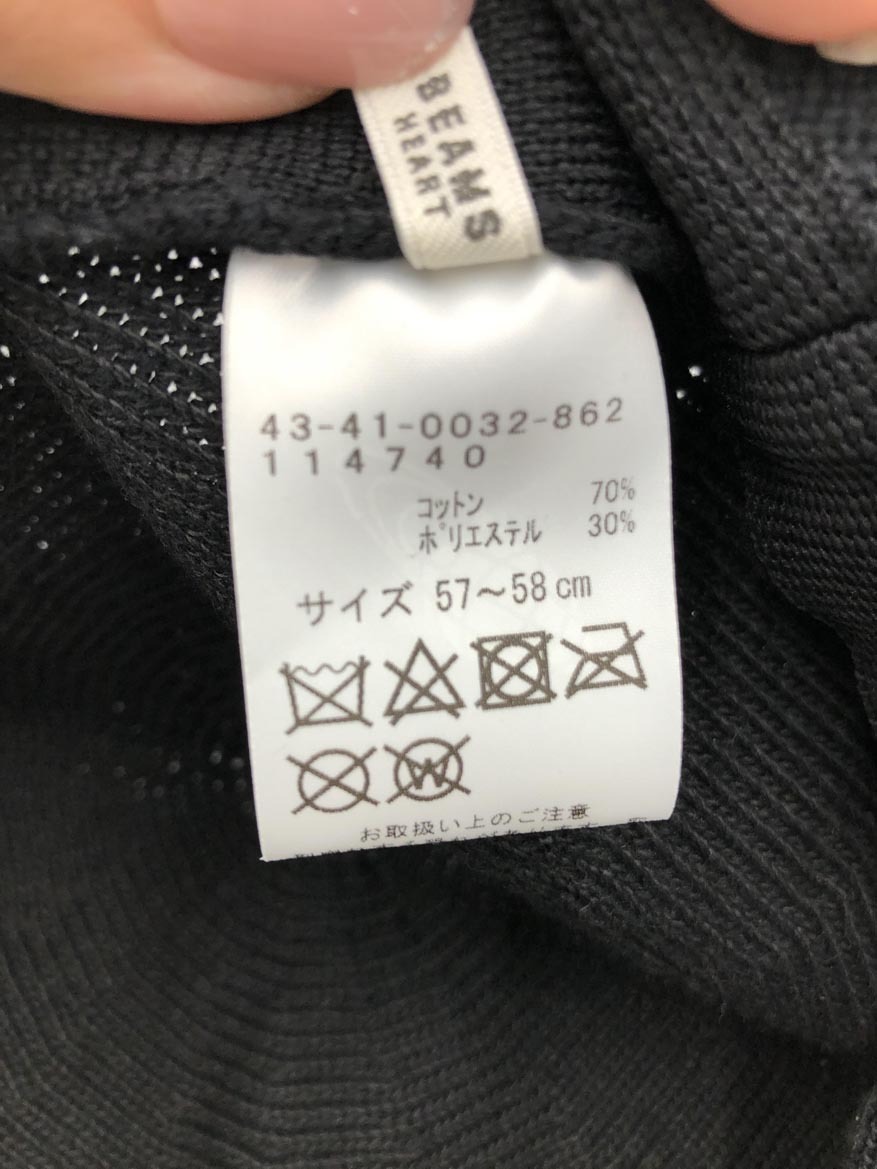 BEAMS
HEART
43-41-0032-862
114740
コットン 70%
ポリエステル 30%
サイズ 57～58cm
W
お取扱い上のご注意